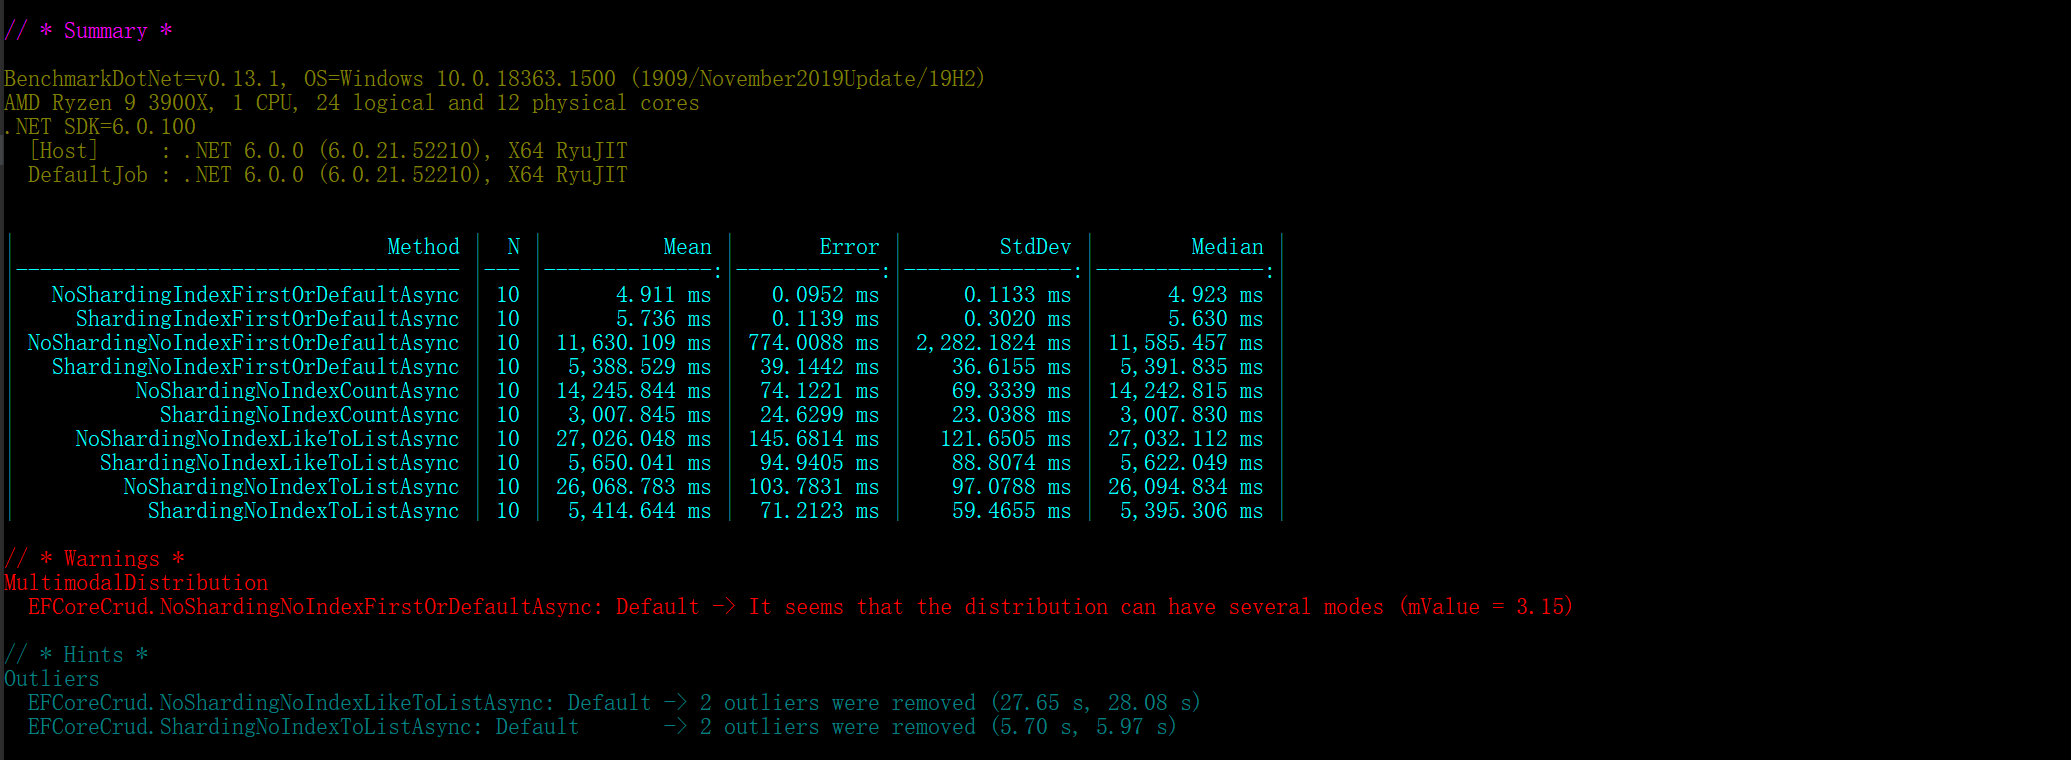 // * Summary *
BenchmarkDotNet=v0.13.1, OS=Windows 10.0.18363.1500 (1909/November2019Update/19H2)
AMD Ryzen 9 3900X, 1 CPU, 24 logical and 12 physical cores
.NET SDK=6.0.100
  [Host]     : .NET 6.0.0 (6.0.21.52210), X64 RyuJIT
  DefaultJob : .NET 6.0.0 (6.0.21.52210), X64 RyuJIT
|                               Method |  N |          Mean |       Error |        StdDev |        Median |
|------------------------------------- |--- |--------------:|------------:|--------------:|--------------:|
|    NoShardingIndexFirstOrDefaultAsync | 10 |      4.911 ms |   0.0952 ms |     0.1133 ms |      4.923 ms |
|      ShardingIndexFirstOrDefaultAsync | 10 |      5.736 ms |   0.1139 ms |     0.3020 ms |      5.630 ms |
|  NoShardingNoIndexFirstOrDefaultAsync | 10 | 11,630.109 ms | 774.0088 ms | 2,282.1824 ms | 11,585.457 ms |
|    ShardingNoIndexFirstOrDefaultAsync | 10 |  5,388.529 ms |  39.1442 ms |    36.6155 ms |  5,391.835 ms |
|           NoShardingNoIndexCountAsync | 10 | 14,245.844 ms |  74.1221 ms |    69.3339 ms | 14,242.815 ms |
|             ShardingNoIndexCountAsync | 10 |  3,007.845 ms |  24.6299 ms |    23.0388 ms |  3,007.830 ms |
|      NoShardingNoIndexLikeToListAsync | 10 | 27,026.048 ms | 145.6814 ms |   121.6505 ms | 27,032.112 ms |
|        ShardingNoIndexLikeToListAsync | 10 |  5,650.041 ms |  94.9405 ms |    88.8074 ms |  5,622.049 ms |
|          NoShardingNoIndexToListAsync | 10 | 26,068.783 ms | 103.7831 ms |    97.0788 ms | 26,094.834 ms |
|            ShardingNoIndexToListAsync | 10 |  5,414.644 ms |  71.2123 ms |    59.4655 ms |  5,395.306 ms |
// * Warnings *
MultimodalDistribution
  EFCoreCrud.NoShardingNoIndexFirstOrDefaultAsync: Default -> It seems that the distribution can have several modes (mValue = 3.15)
// * Hints *
Outliers
  EFCoreCrud.NoShardingNoIndexLikeToListAsync: Default -> 2 outliers were removed (27.65 s, 28.08 s)
  EFCoreCrud.ShardingNoIndexToListAsync: Default       -> 2 outliers were removed (5.70 s, 5.97 s)